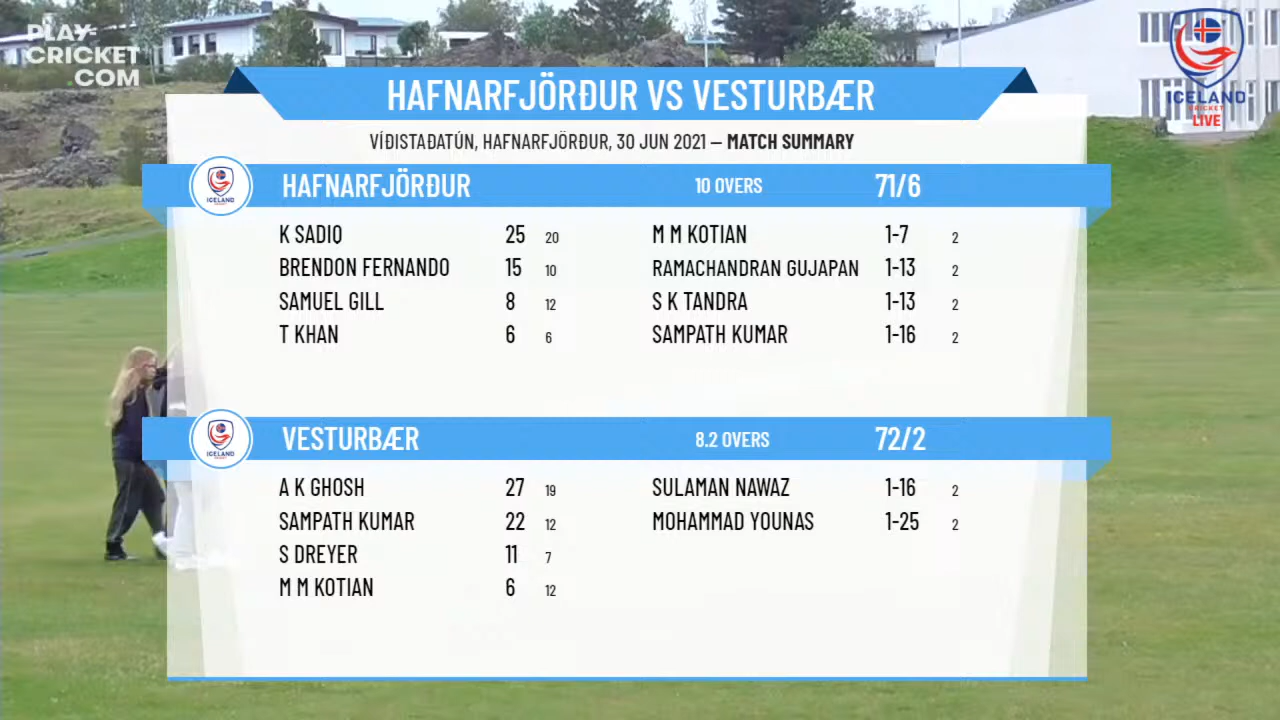 PLAY-
CRICKET
.COM
ICELAND
CRICKET
LIVE
HAFNARFJÖRÐUR VS VESTURBÆR
VÍÐISTAÐATÚN, HAFNARFJÖRÐUR, 30 JUN 2021 – MATCH SUMMARY
ICELAND
HAFNARFJÖRÐUR 10 OVERS 71/6
K SADIQ 25 20 M M KOTIAN 1-7 2
BRENDON FERNANDO 15 10 RAMACHANDRAN GUJAPAN 1-13 2
SAMUEL GILL 8 12 S K TANDRA 1-13 2
T KHAN 6 6 SAMPATH KUMAR 1-16 2
ICELAND
VESTURBÆR 8.2 OVERS 72/2
A K GHOSH 27 19 SULAMAN NAWAZ 1-16 2
SAMPATH KUMAR 22 12 MOHAMMAD YOUNAS 1-25 2
S DREYER 11 7
M M KOTIAN 6 12